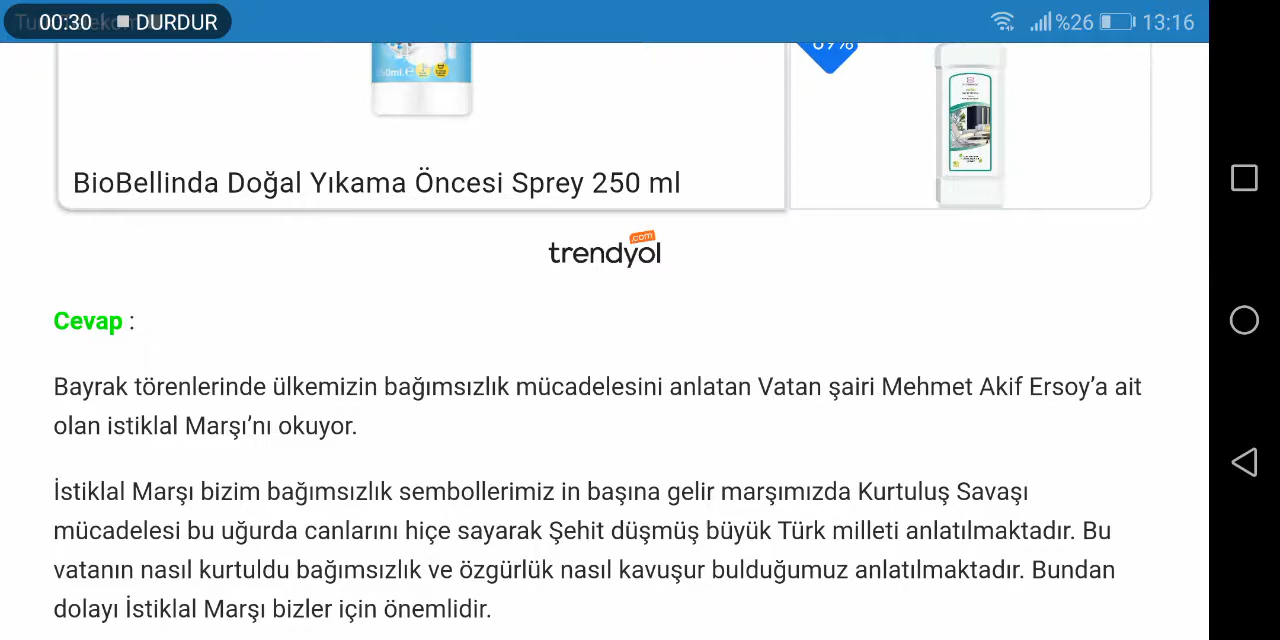 00:30 DURDUR
%26 13:16
69%
BioBellinda Doğal Yıkama Öncesi Sprey 250 ml
trendyol
.com
Cevap :
Bayrak törenlerinde ülkemizin bağımsızlık mücadelesini anlatan Vatan şairi Mehmet Akif Ersoy’a ait
olan istiklal Marşı’nı okuyor.
İstiklal Marşı bizim bağımsızlık sembollerimiz in başına gelir marşımızda Kurtuluş Savaşı
mücadelesi bu uğurda canlarını hiçe sayarak Şehit düşmüş büyük Türk milleti anlatılmaktadır. Bu
vatanın nasıl kurtuldu bağımsızlık ve özgürlük nasıl kavuşur bulduğumuz anlatılmaktadır. Bundan
dolayı İstiklal Marşı bizler için önemlidir.